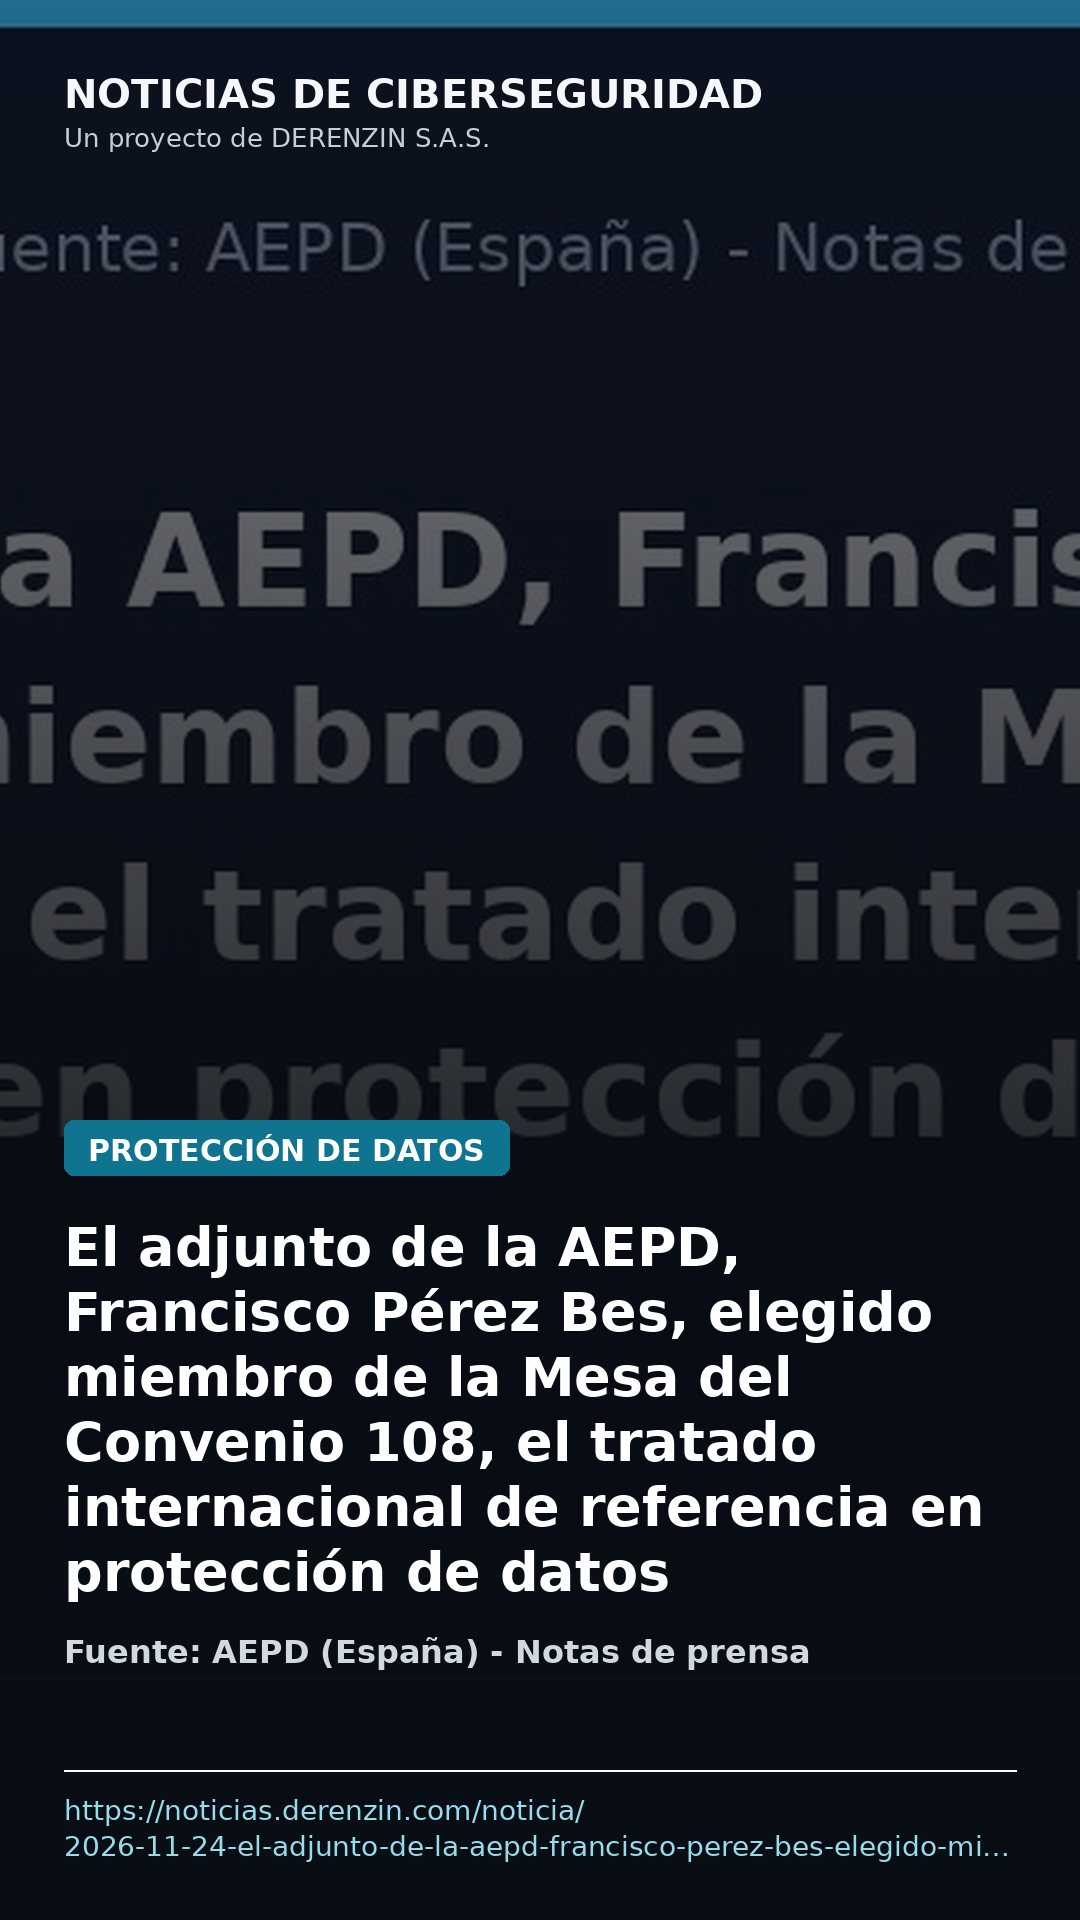 NOTICIAS DE CIBERSEGURIDAD
Un proyecto de DERENZIN S.A.S.
uente: AEPD (España) - Notas de
a AEPD, Francis
niembro de la M
el tratado inter
en protección d
PROTECCIÓN DE DATOS
El adjunto de la AEPD,
Francisco Pérez Bes, elegido
miembro de la Mesa del
Convenio 108, el tratado
internacional de referencia en
protección de datos
Fuente: AEPD (España) - Notas de prensa
https://noticias.derenzin.com/noticia/
2026-11-24-el-adjunto-de-la-aepd-francisco-perez-bes-elegido-mi...